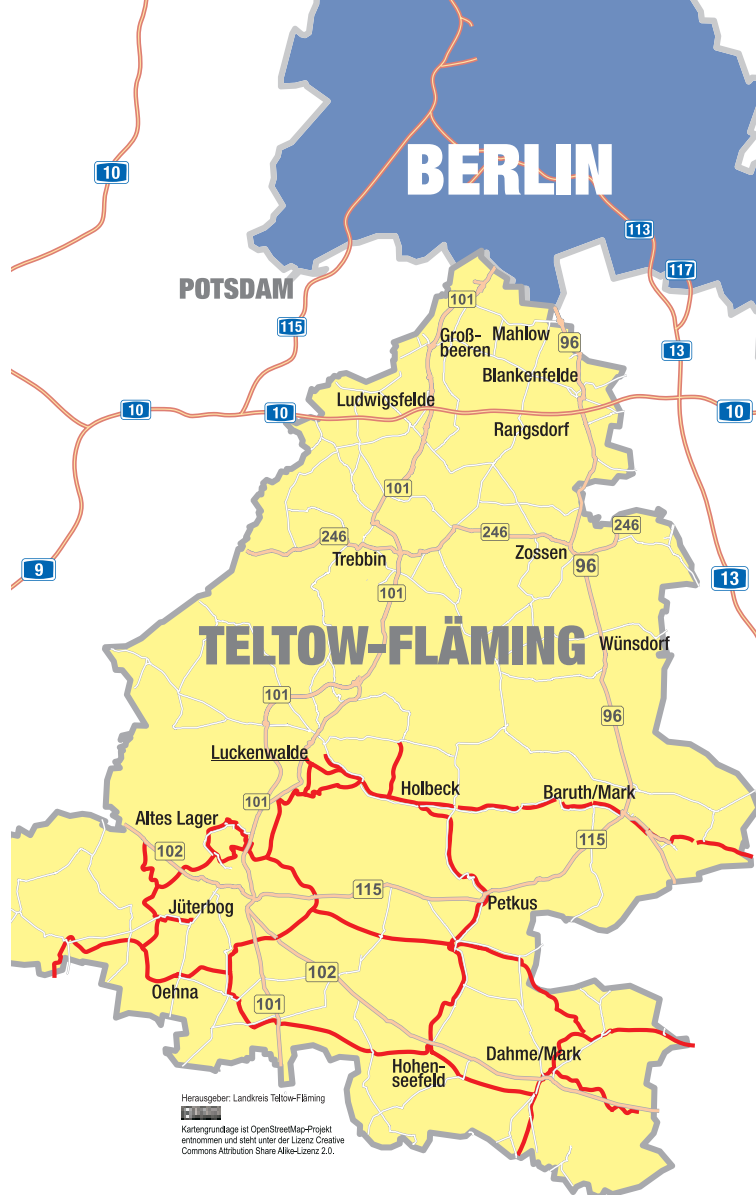 BERLIN
10
113
117
POTSDAM
101
115
Groß-
beeren
Mahlow
96
13
Blankenfelde
Ludwigsfelde
10
10
10
Rangsdorf
101
246
246
246
Trebbin
Zossen
9
96
13
101
TELTOW-FLÄMING
Wünsdorf
101
96
Luckenwalde
Holbeck
Baruth/Mark
101
Altes Lager
102
115
115
Jüterbog
Petkus
102
Oehna
101
Hohen-
seefeld
Dahme/Mark
Herausgeber: Landkreis Teltow-Fläming
Kartengrundlage ist OpenStreetMap-Projekt
entnommen und steht unter der Lizenz Creative
Commons Attribution Share Alike-Lizenz 2.0.